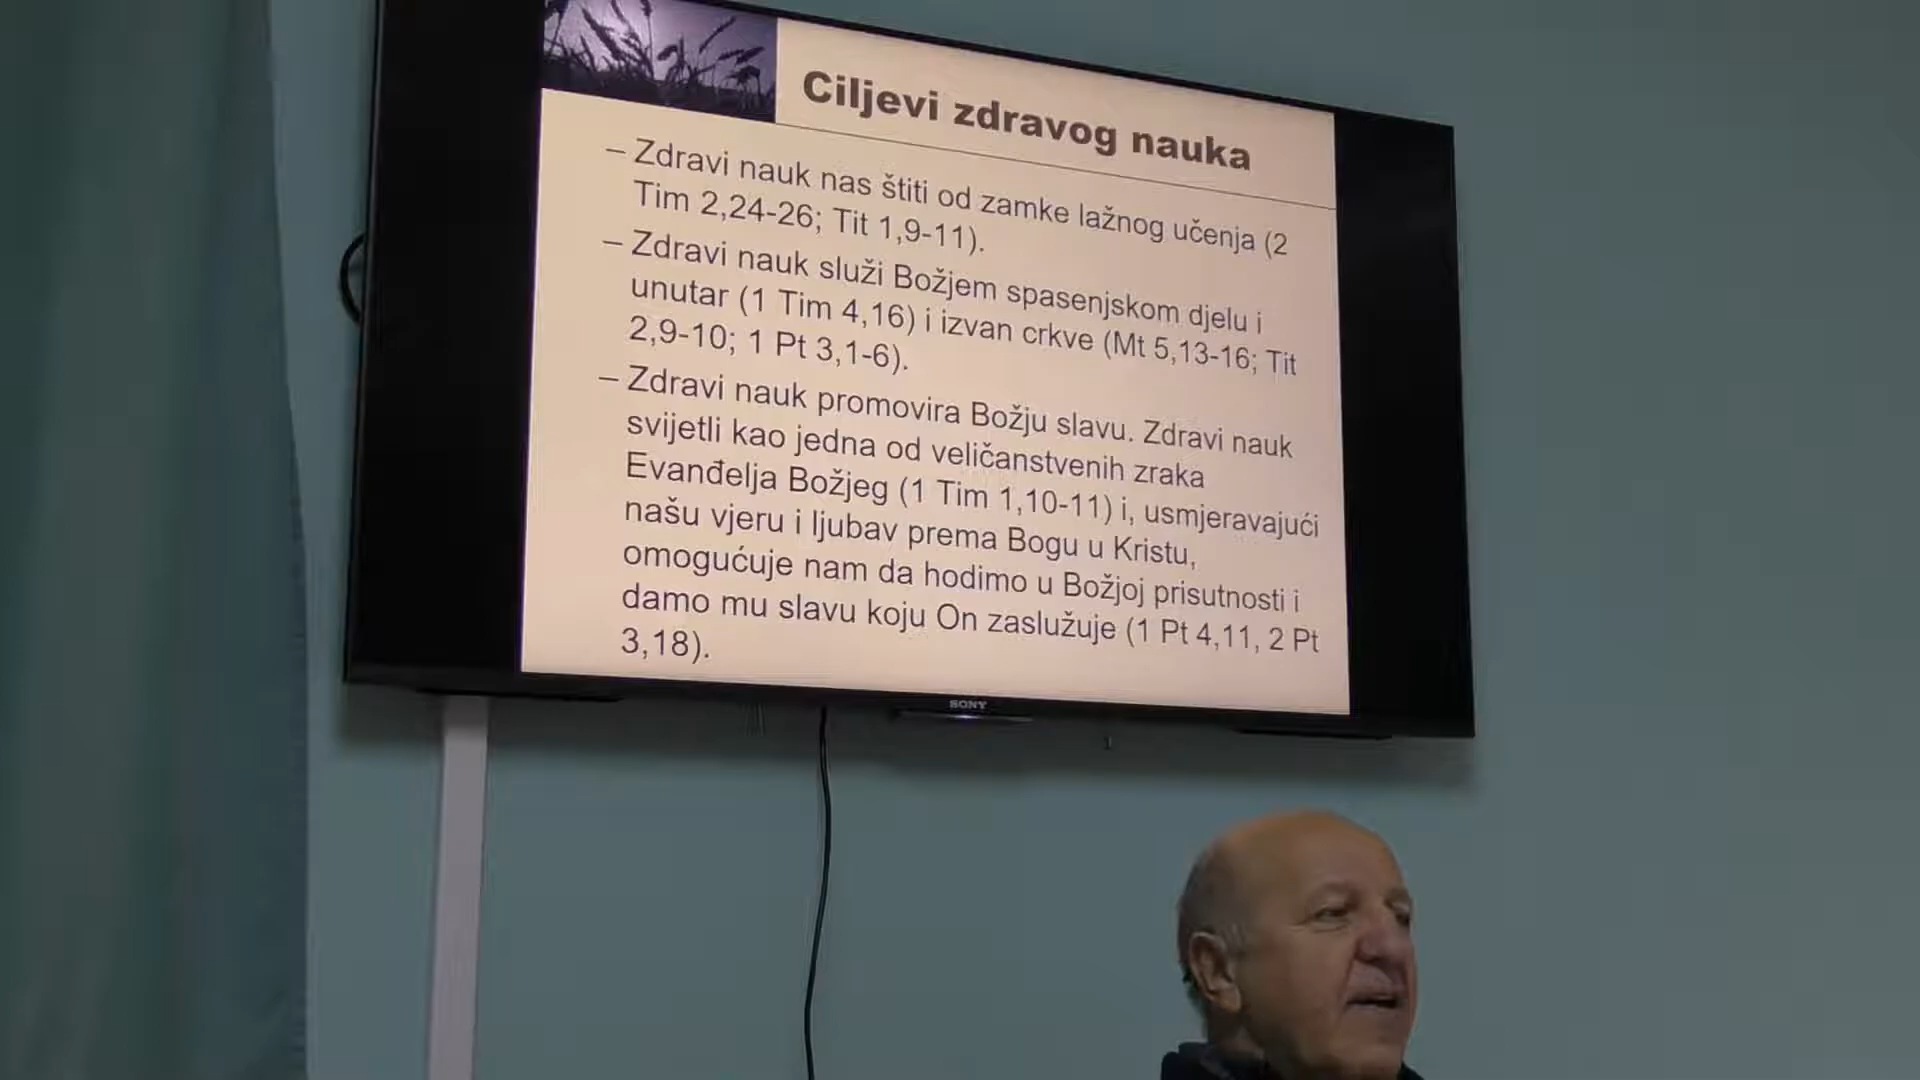 Ciljevi zdravog nauka
– Zdravi nauk nas štiti od zamke lažnog učenja (2
Tim 2,24-26; Tit 1,9-11).
– Zdravi nauk služi Božjem spasenjskom djelu i
unutar (1 Tim 4,16) i izvan crkve (Mt 5,13-16; Tit
2,9-10; 1 Pt 3,1-6).
– Zdravi nauk promovira Božju slavu. Zdravi nauk
svijetli kao jedna od veličanstvenih zraka
Evanđelja Božjeg (1 Tim 1,10-11) i, usmjeravajući
našu vjeru i ljubav prema Bogu u Kristu,
omogućuje nam da hodimo u Božjoj prisutnosti i
damo mu slavu koju On zaslužuje (1 Pt 4,11, 2 Pt
3,18).
SONY